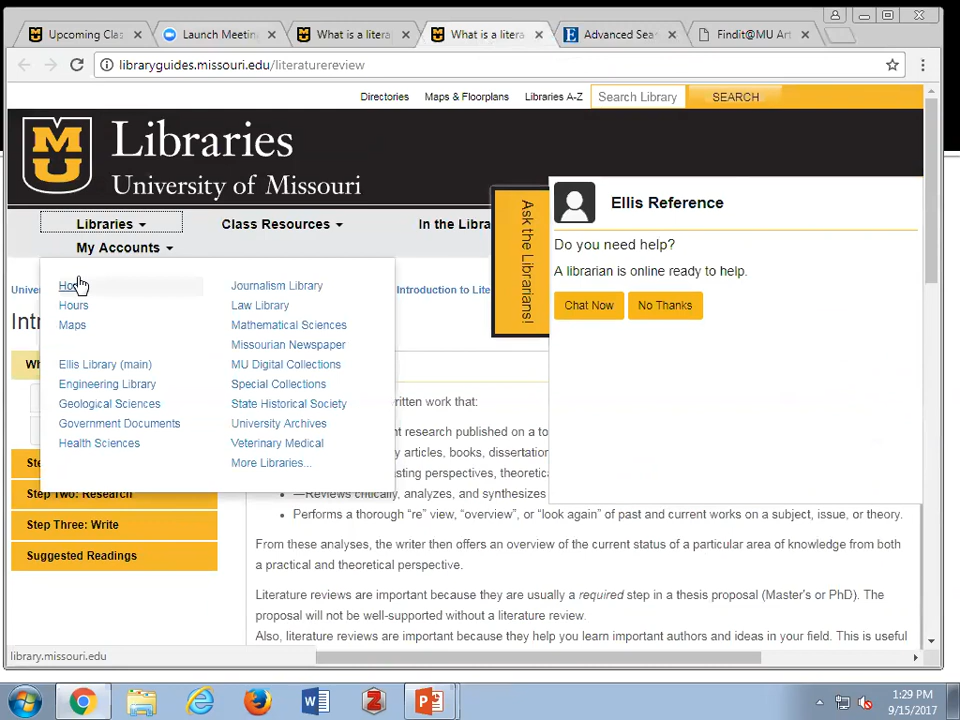 Upcoming Clas
Launch Meetin
What is a litera
What is a litera
Advanced Sea
Findit@MU Art
libraryguides.missouri.edu/literaturereview
Directories Maps & Floorplans Libraries A-Z Search Library SEARCH
MU
Libraries
University of Missouri
Libraries
Class Resources
In the Libra
My Accounts
Ask the Librarians!
Ellis Reference
Do you need help?
A librarian is online ready to help.
Chat Now No Thanks
Hours
Maps
Ellis Library (main)
Engineering Library
Geological Sciences
Government Documents
Health Sciences
Journalism Library
Law Library
Mathematical Sciences
Missourian Newspaper
MU Digital Collections
Special Collections
State Historical Society
University Archives
Veterinary Medical
More Libraries...
Univer
Introduction to Lite
Intr
Wh
Ste
Step Two: Research
Step Three: Write
Suggested Readings
written work that:
nt research published on a to
y articles, books, dissertation
sting perspectives, theoretic
—Reviews critically, analyzes, and synthesizes
Performs a thorough “re” view, “overview”, or “look again” of past and current works on a subject, issue, or theory.
From these analyses, the writer then offers an overview of the current status of a particular area of knowledge from both
a practical and theoretical perspective.
Literature reviews are important because they are usually a required step in a thesis proposal (Master's or PhD). The
proposal will not be well-supported without a literature review.
Also, literature reviews are important because they help you learn important authors and ideas in your field. This is useful
library.missouri.edu
1:29 PM
9/15/2017